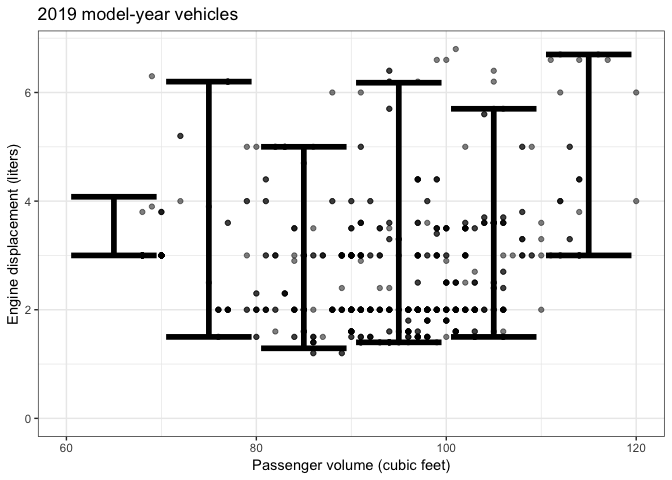 2019 model-year vehicles
6
4
2
0
Engine displacement (liters)
60
80
100
120
Passenger volume (cubic feet)